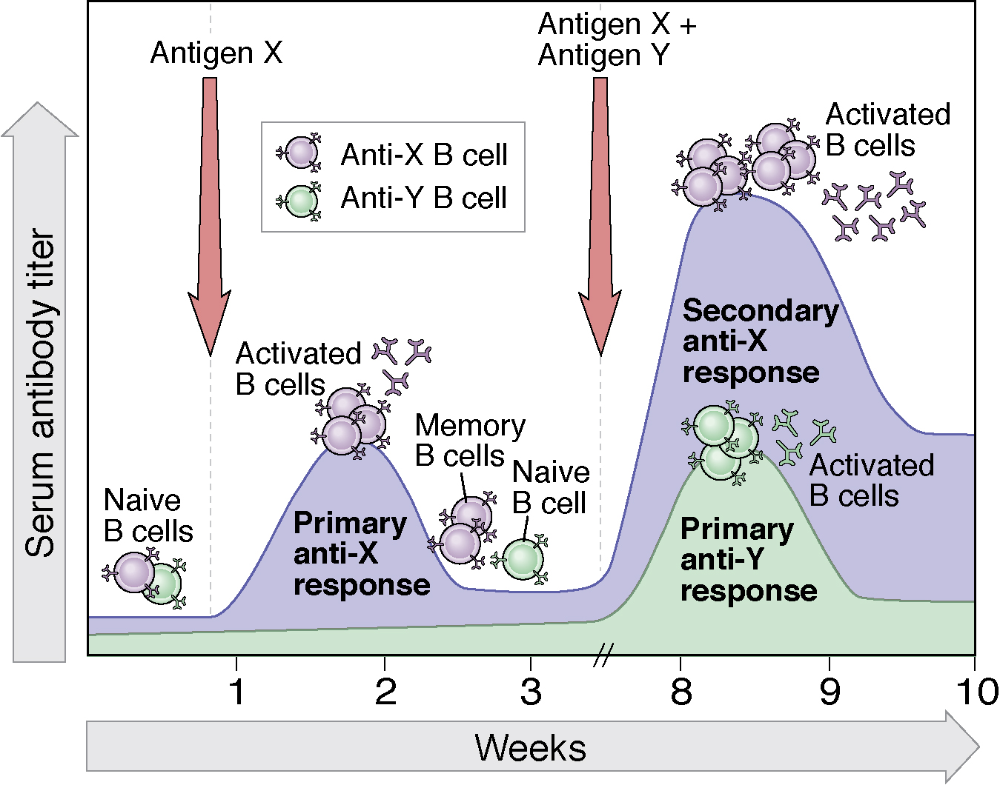 Antigen X
Antigen X +
Antigen Y
Anti-X B cell
Anti-Y B cell
Activated
B cells
Secondary
anti-X
response
Activated
B cells
Memory
B cells
Naive
B cell
Naive
B cells
Primary
anti-X
response
Activated
B cells
Primary
anti-Y
response
Serum antibody titer
1 2 3 8 9 10
Weeks